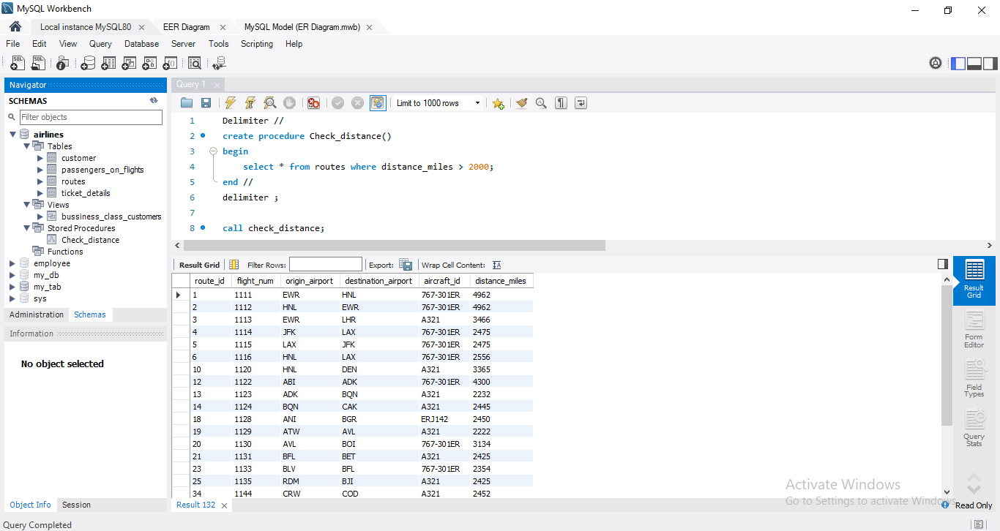 MySQL Workbench
Local instance MySQL80
EER Diagram
MySQL Model (ER Diagram.mwb)
File Edit View Query Database Server Tools Scripting Help
Navigator
SCHEMAS
Filter objects
airlines
Tables
customer
passengers_on_flights
routes
ticket_details
Views
bussiness_class_customers
Stored Procedures
Check_distance
Functions
employee
my_db
my_tab
sys
Administration Schemas
Information
No object selected
Object Info Session
Query Completed
Query 1
Limit to 1000 rows
1 Delimiter //
2 create procedure Check_distance()
3 begin
4 select * from routes where distance_miles > 2000;
5 end //
6 delimiter ;
7
8 call check_distance;
Result Grid Filter Rows: Export: Wrap Cell Content:
route_id flight_num origin_airport destination_airport aircraft_id distance_miles
1 1111 EWR HNL 767-301ER 4962
2 1112 HNL EWR 767-301ER 4962
3 1113 EWR LHR A321 3466
4 1114 JFK LAX 767-301ER 2475
5 1115 LAX JFK 767-301ER 2475
6 1116 HNL LAX 767-301ER 2556
10 1120 HNL DEN A321 3365
12 1122 ABI ADK 767-301ER 4300
13 1123 ADK BQN A321 2232
14 1124 BQN CAK A321 2445
18 1128 ANI BGR ERJ142 2450
19 1129 ATW AVL A321 2222
20 1130 AVL BOI 767-301ER 3134
21 1131 BFL BET A321 2425
23 1133 BLV BFL 767-301ER 2354
25 1135 RDM BJI A321 2425
34 1144 CRW COD A321 2452
Result 132
Result
Grid
Form
Editor
Field
Types
Query
Stats
Activate Windows
Go to Settings to activate Windows.
Read Only